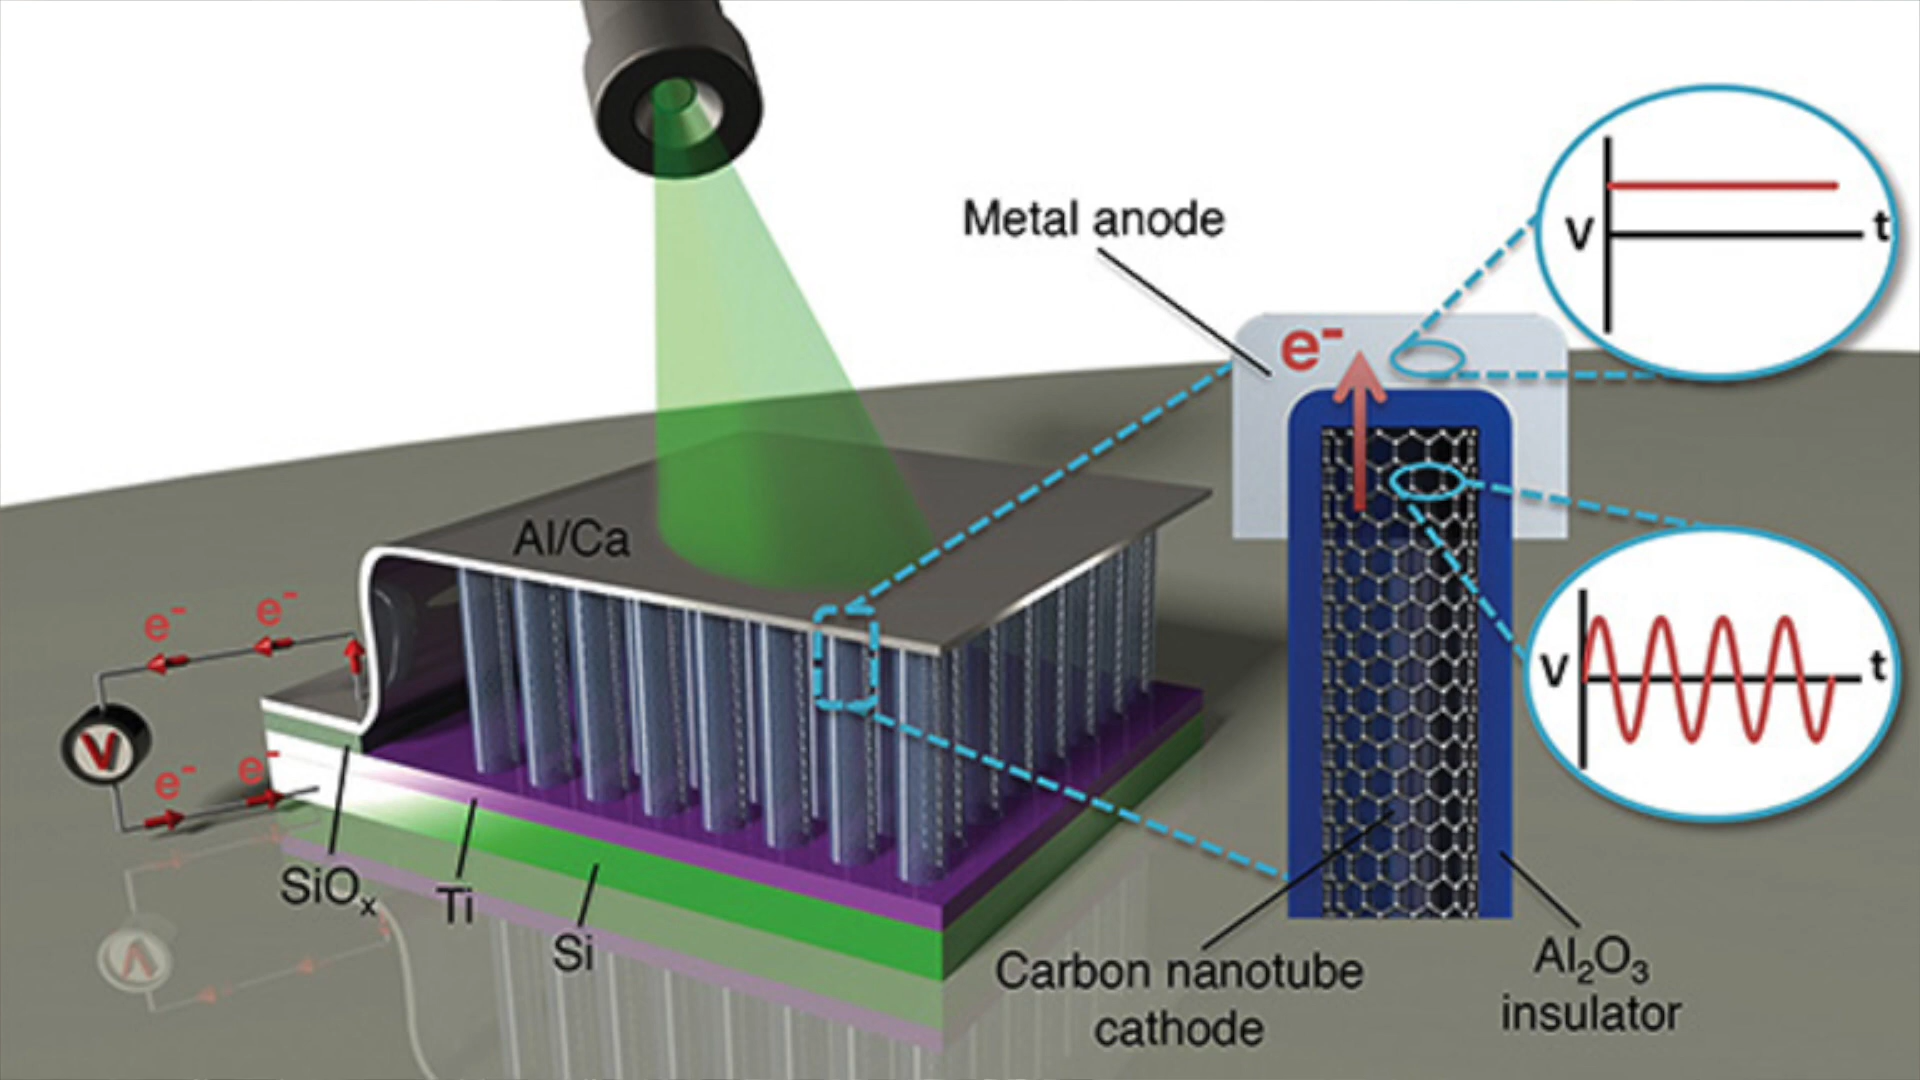 Metal anode
V
t
e⁻
Al/Ca
e⁻
e⁻
V
e⁻
e⁻
V
t
SiOₓ
Ti
Si
Carbon nanotube
cathode
Al₂O₃
insulator